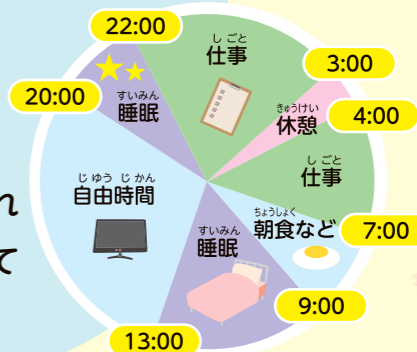 22:00
しごと
仕事
3:00
きゅうけい
休憩
4:00
20:00
すいみん
睡眠
しごと
仕事
じゆうじかん
自由時間
れ
て
ちょうしょく
朝食など
7:00
すいみん
睡眠
9:00
13:00